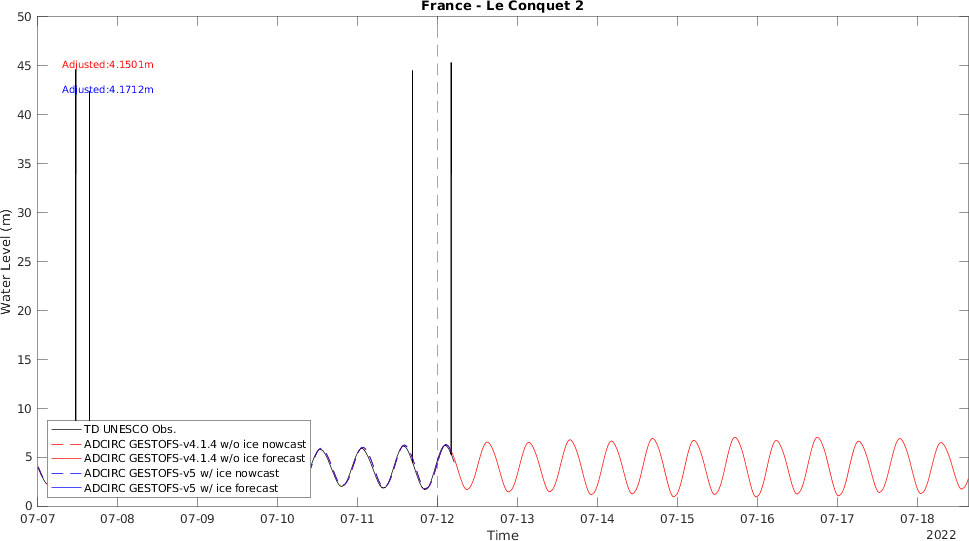 France - Le Conquet 2
50
45
40
35
30
25
20
15
10
5
0
Water Level (m)
Adjusted:4.1501m
Adjusted:4.1712m
TD UNESCO Obs.
ADCIRC GESTOFS-v4.1.4 w/o ice nowcast
ADCIRC GESTOFS-v4.1.4 w/o ice forecast
ADCIRC GESTOFS-v5 w/ ice nowcast
ADCIRC GESTOFS-v5 w/ ice forecast
07-07 07-08 07-09 07-10 07-11 07-12 07-13 07-14 07-15 07-16 07-17 07-18
Time
2022